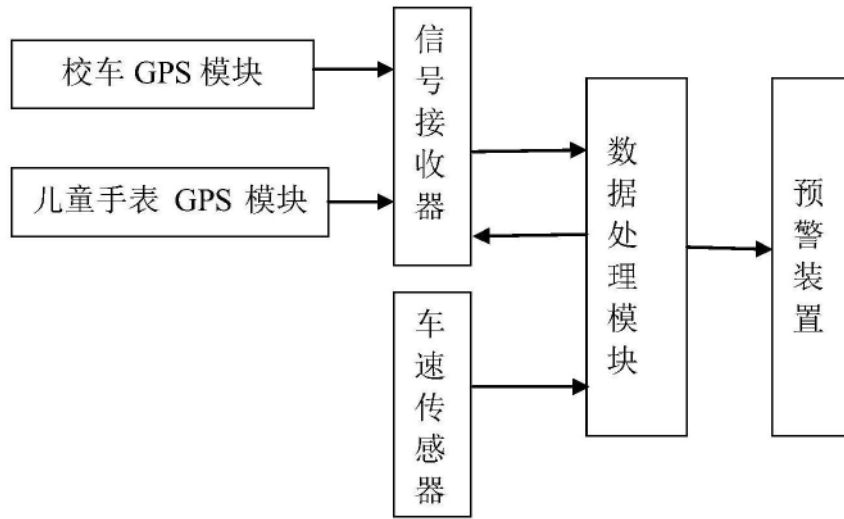 校车 GPS 模块
儿童手表 GPS 模块
信号接收器
车速传感器
数据处理模块
预警装置